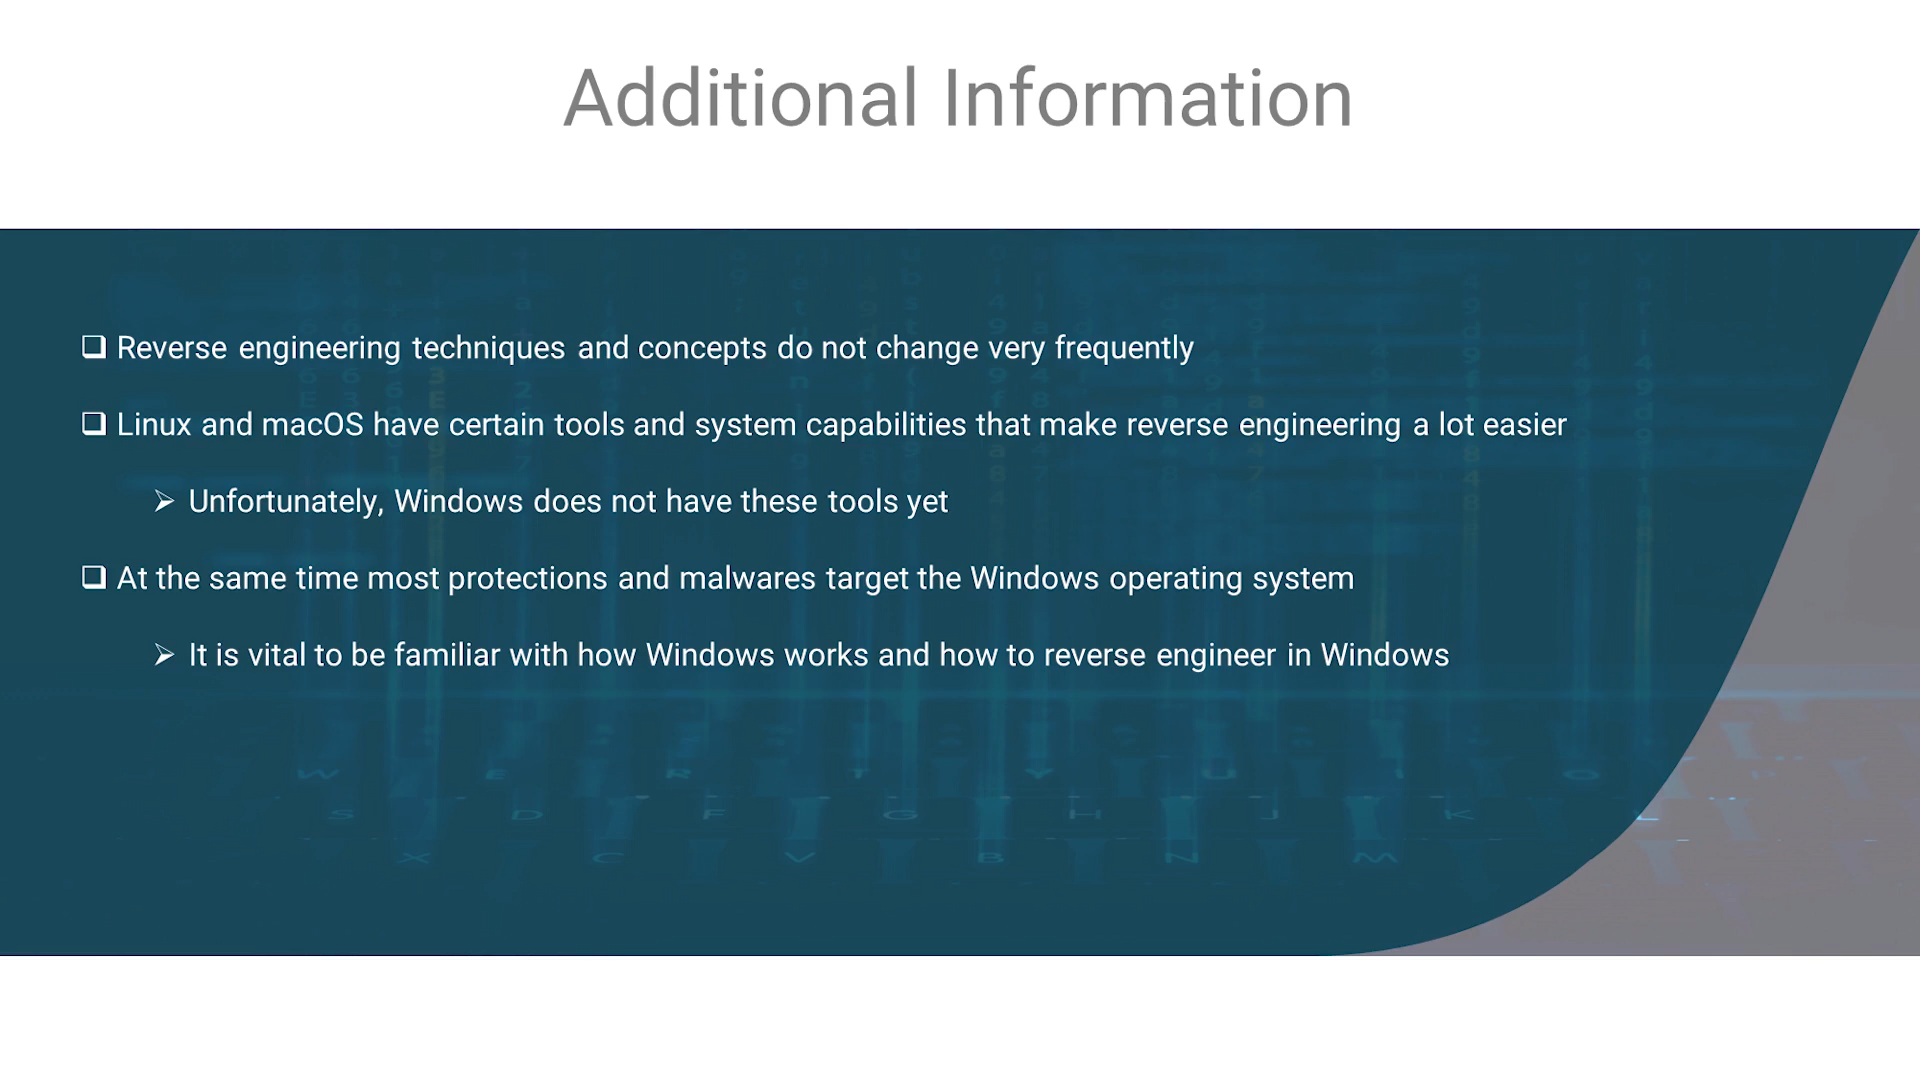 Additional Information
Reverse engineering techniques and concepts do not change very frequently
Linux and macOS have certain tools and system capabilities that make reverse engineering a lot easier
Unfortunately, Windows does not have these tools yet
At the same time most protections and malwares target the Windows operating system
It is vital to be familiar with how Windows works and how to reverse engineer in Windows
W E R T Y U I O
S D F G H J K L
X C V B N M